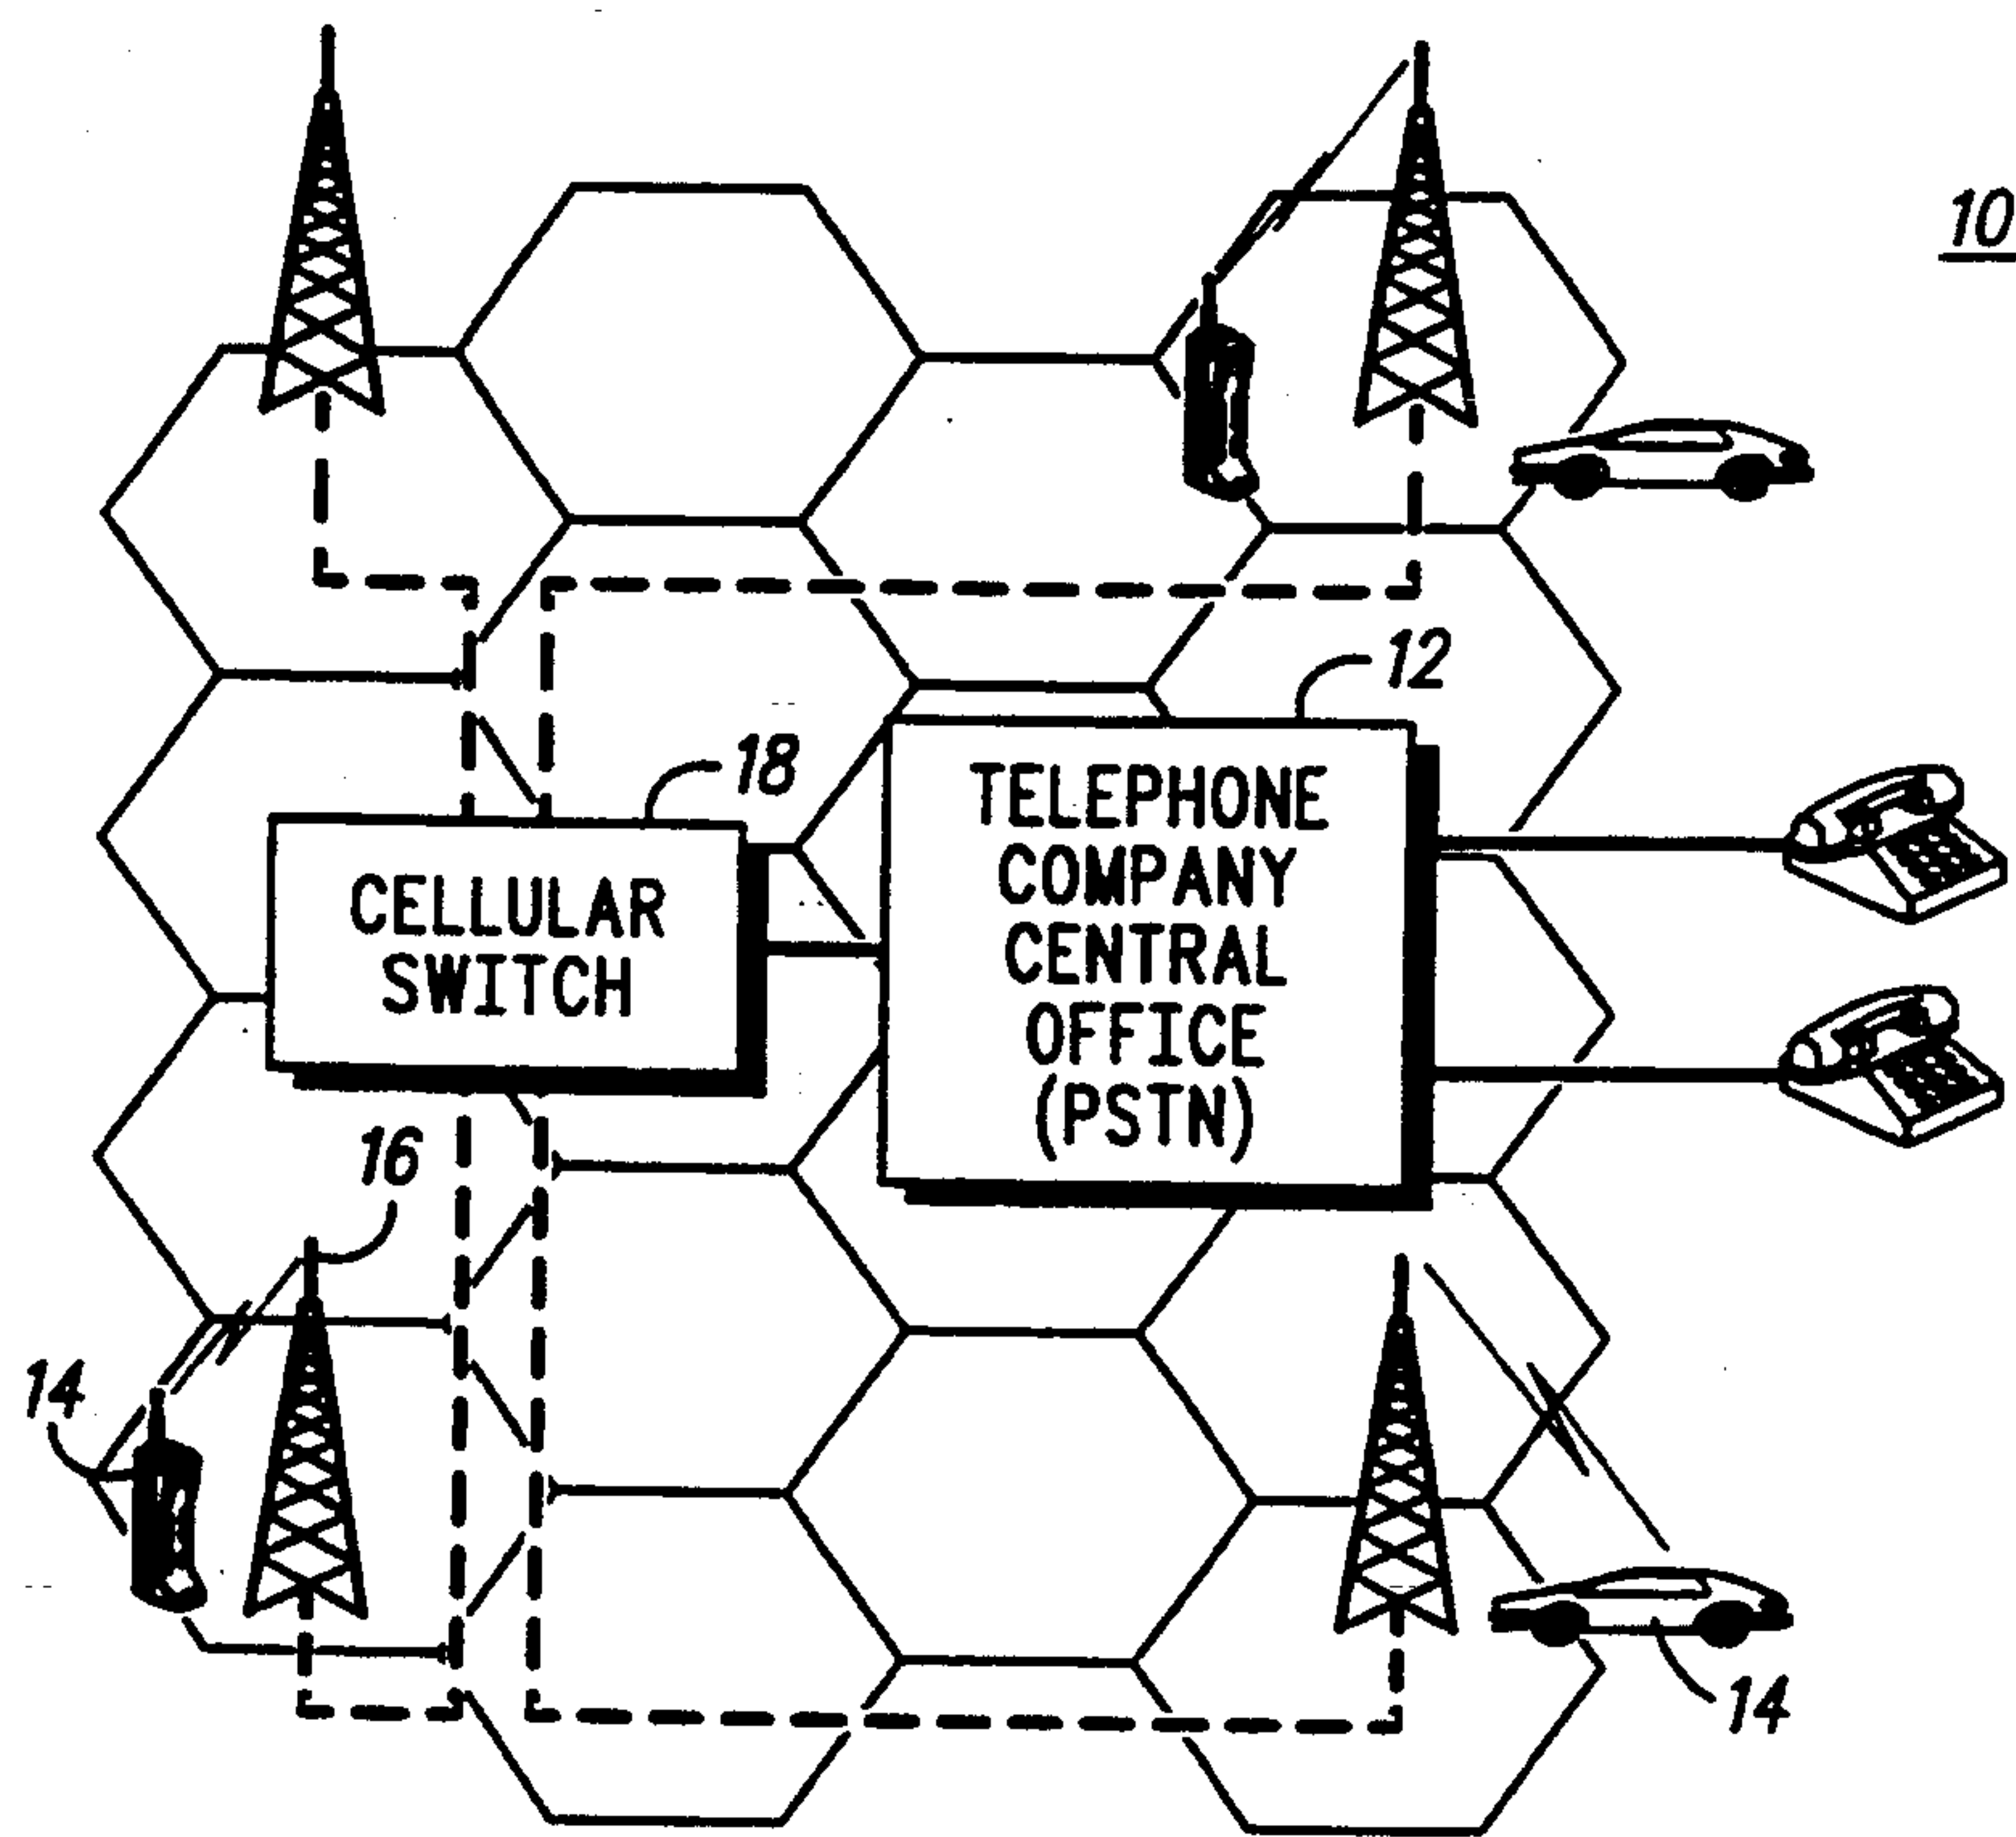 10
12
18
TELEPHONE
COMPANY
CENTRAL
OFFICE
(PSTN)
CELLULAR
SWITCH
16
14
14